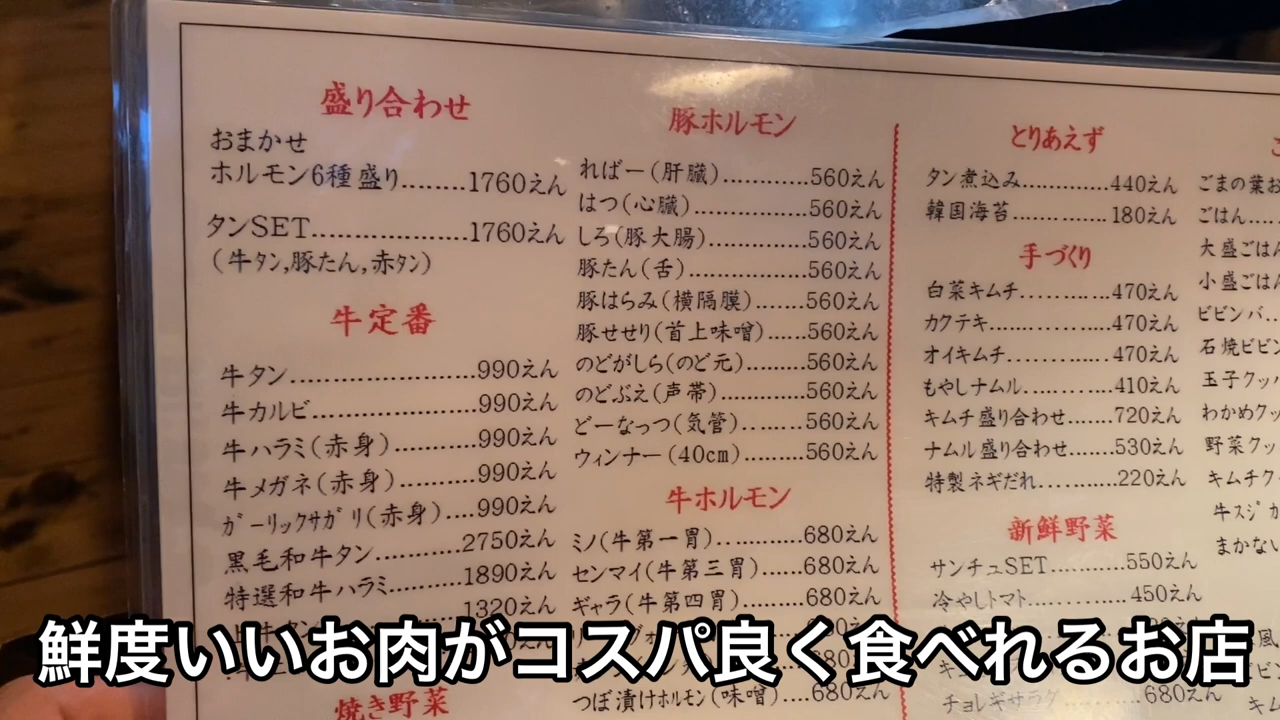 盛り合わせ
おまかせ
ホルモン6種盛り........1760えん
タンSET....................1760えん
(牛タン,豚たん,赤タン)
牛定番
牛タン........................990えん
牛カルビ.....................990えん
牛ハラミ(赤身)...........990えん
牛メガネ(赤身)..........990えん
ガーリックサガリ(赤身)....990えん
黒毛和牛タン...........2750えん
特選和牛ハラミ.........1890えん
1320えん
焼き野菜
豚ホルモン
ればー(肝臓)............560えん
はつ(心臓)................560えん
しろ(豚大腸)..............560えん
豚たん(舌)................560えん
豚はらみ(横隔膜).......560えん
豚せせり(首上味噌)......560えん
のどがしら(のど元)........560えん
のどぶえ(声帯)............560えん
どーなっつ(気管).........560えん
ウィンナー(40cm).........560えん
牛ホルモン
ミノ(牛第一胃)...........680えん
センマイ(牛第三胃)......680えん
ギャラ(牛第四胃).........680えん
つぼ漬けホルモン(味噌)....680えん
とりあえず
タン煮込み.............440えん
韓国海苔..............180えん
手づくり
白菜キムチ............470えん
カクテキ................470えん
オイキムチ..............470えん
もやしナムル...........410えん
キムチ盛り合わせ......720えん
ナムル盛り合わせ......530えん
特製ネギだれ..........220えん
新鮮野菜
サンチュSET...........550えん
冷やしトマト...........450えん
チョレギサラダ.........680えん
ごまの葉お
ごはん....
大盛ごはん
小盛ごはん
ビビンバ..
石焼ビビン
玉子クッパ
わかめクッ
野菜クッ
キムチク
牛スジカ
まかない
鮮度いいお肉がコスパ良く食べれるお店